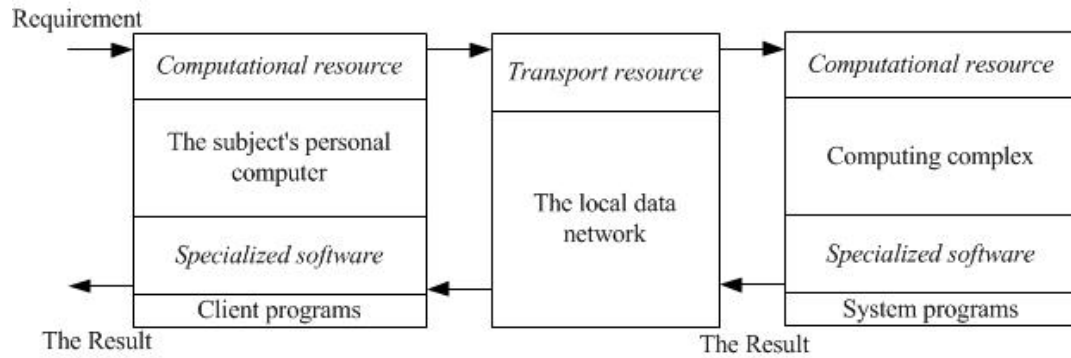 Requirement
Computational resource
The subject's personal
computer
Specialized software
Client programs
The Result
Transport resource
The local data
network
Computational resource
Computing complex
Specialized software
System programs
The Result